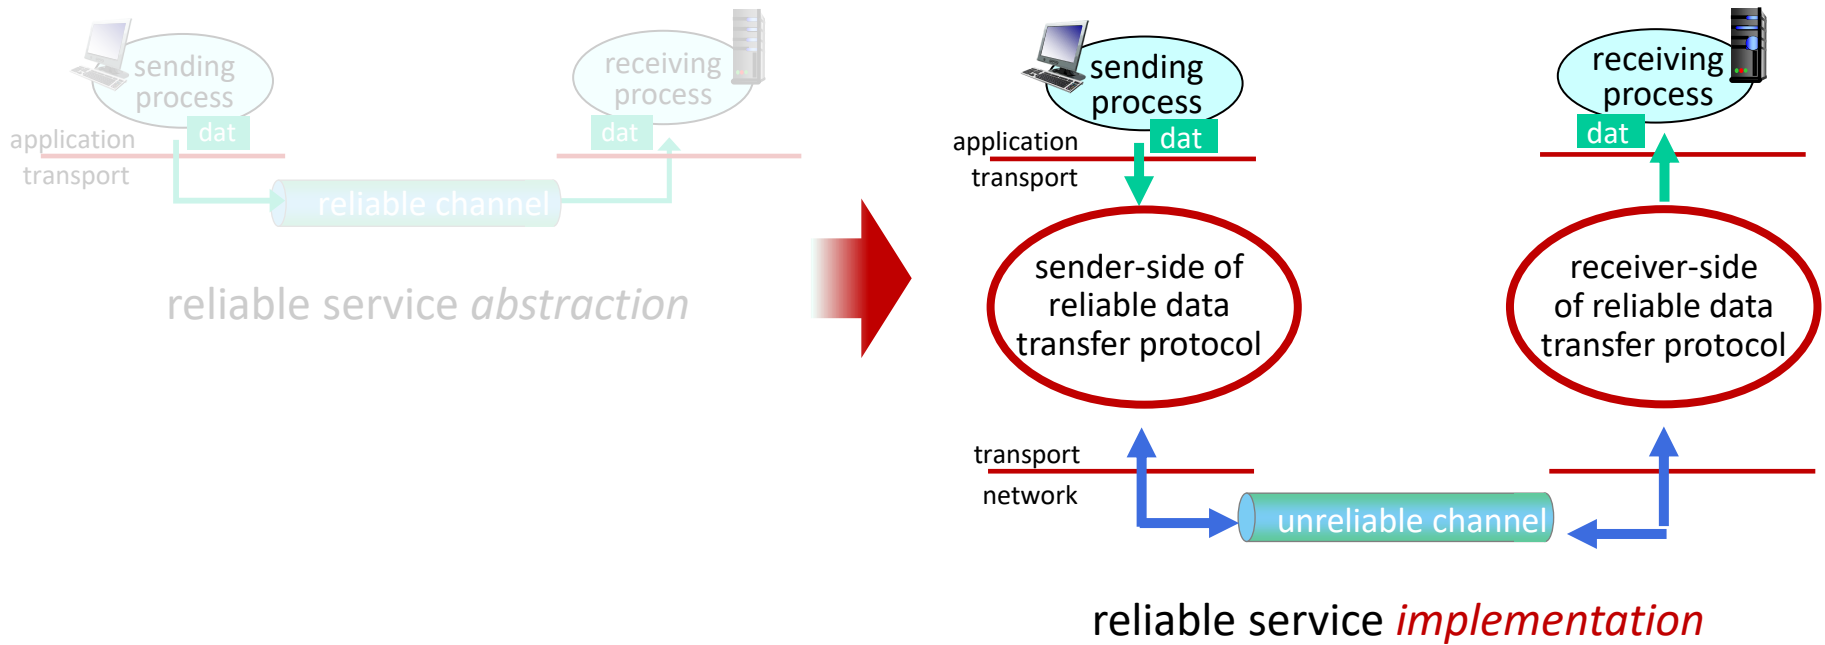 sending
process
dat
application
transport
receiving
process
dat
reliable channel
reliable service abstraction
sending
process
dat
application
transport
receiving
process
dat
sender-side of
reliable data
transfer protocol
receiver-side
of reliable data
transfer protocol
transport
network
unreliable channel
reliable service implementation